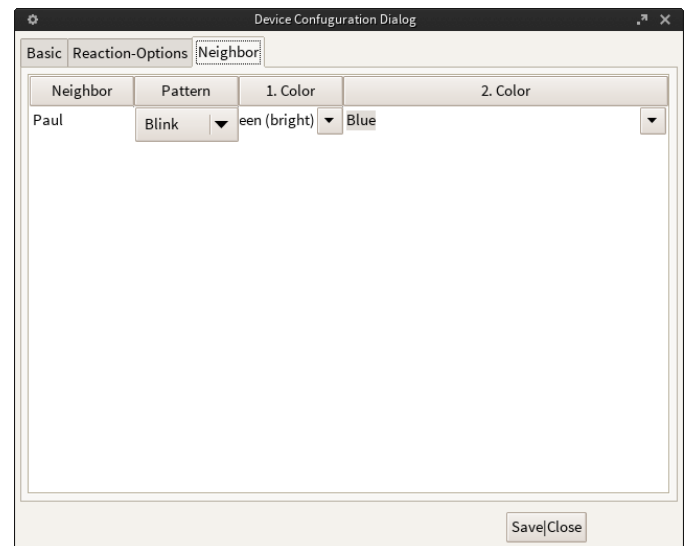 Device Confuguration Dialog
Basic Reaction-Options Neighbor
Neighbor Pattern 1. Color 2. Color
Paul Blink een (bright) Blue
Save|Close